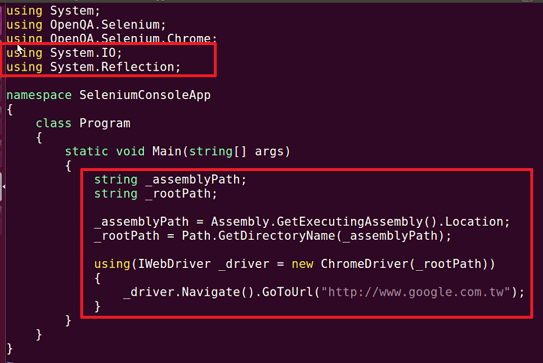 using System;
using OpenQA.Selenium;
using OpenQA.Selenium.Chrome;
using System.IO;
using System.Reflection;
namespace SeleniumConsoleApp
{
class Program
{
static void Main(string[] args)
{
string _assemblyPath;
string _rootPath;
_assemblyPath = Assembly.GetExecutingAssembly().Location;
_rootPath = Path.GetDirectoryName(_assemblyPath);
using(IWebDriver _driver = new ChromeDriver(_rootPath))
{
_driver.Navigate().GoToUrl("http://www.google.com.tw");
}
}
}
}